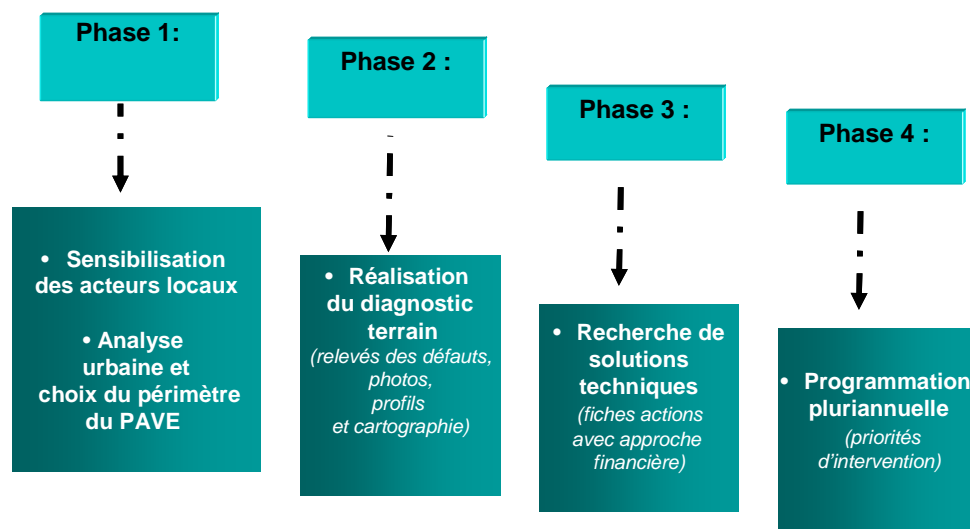 Phase 1:
• Sensibilisation
des acteurs locaux
• Analyse
urbaine et
choix du périmètre
du PAVE
Phase 2 :
• Réalisation
du diagnostic
terrain
(relevés des défauts,
photos,
profils
et cartographie)
Phase 3 :
• Recherche de
solutions
techniques
(fiches actions
avec approche
financière)
Phase 4 :
• Programmation
pluriannuelle
(priorités
d’intervention)